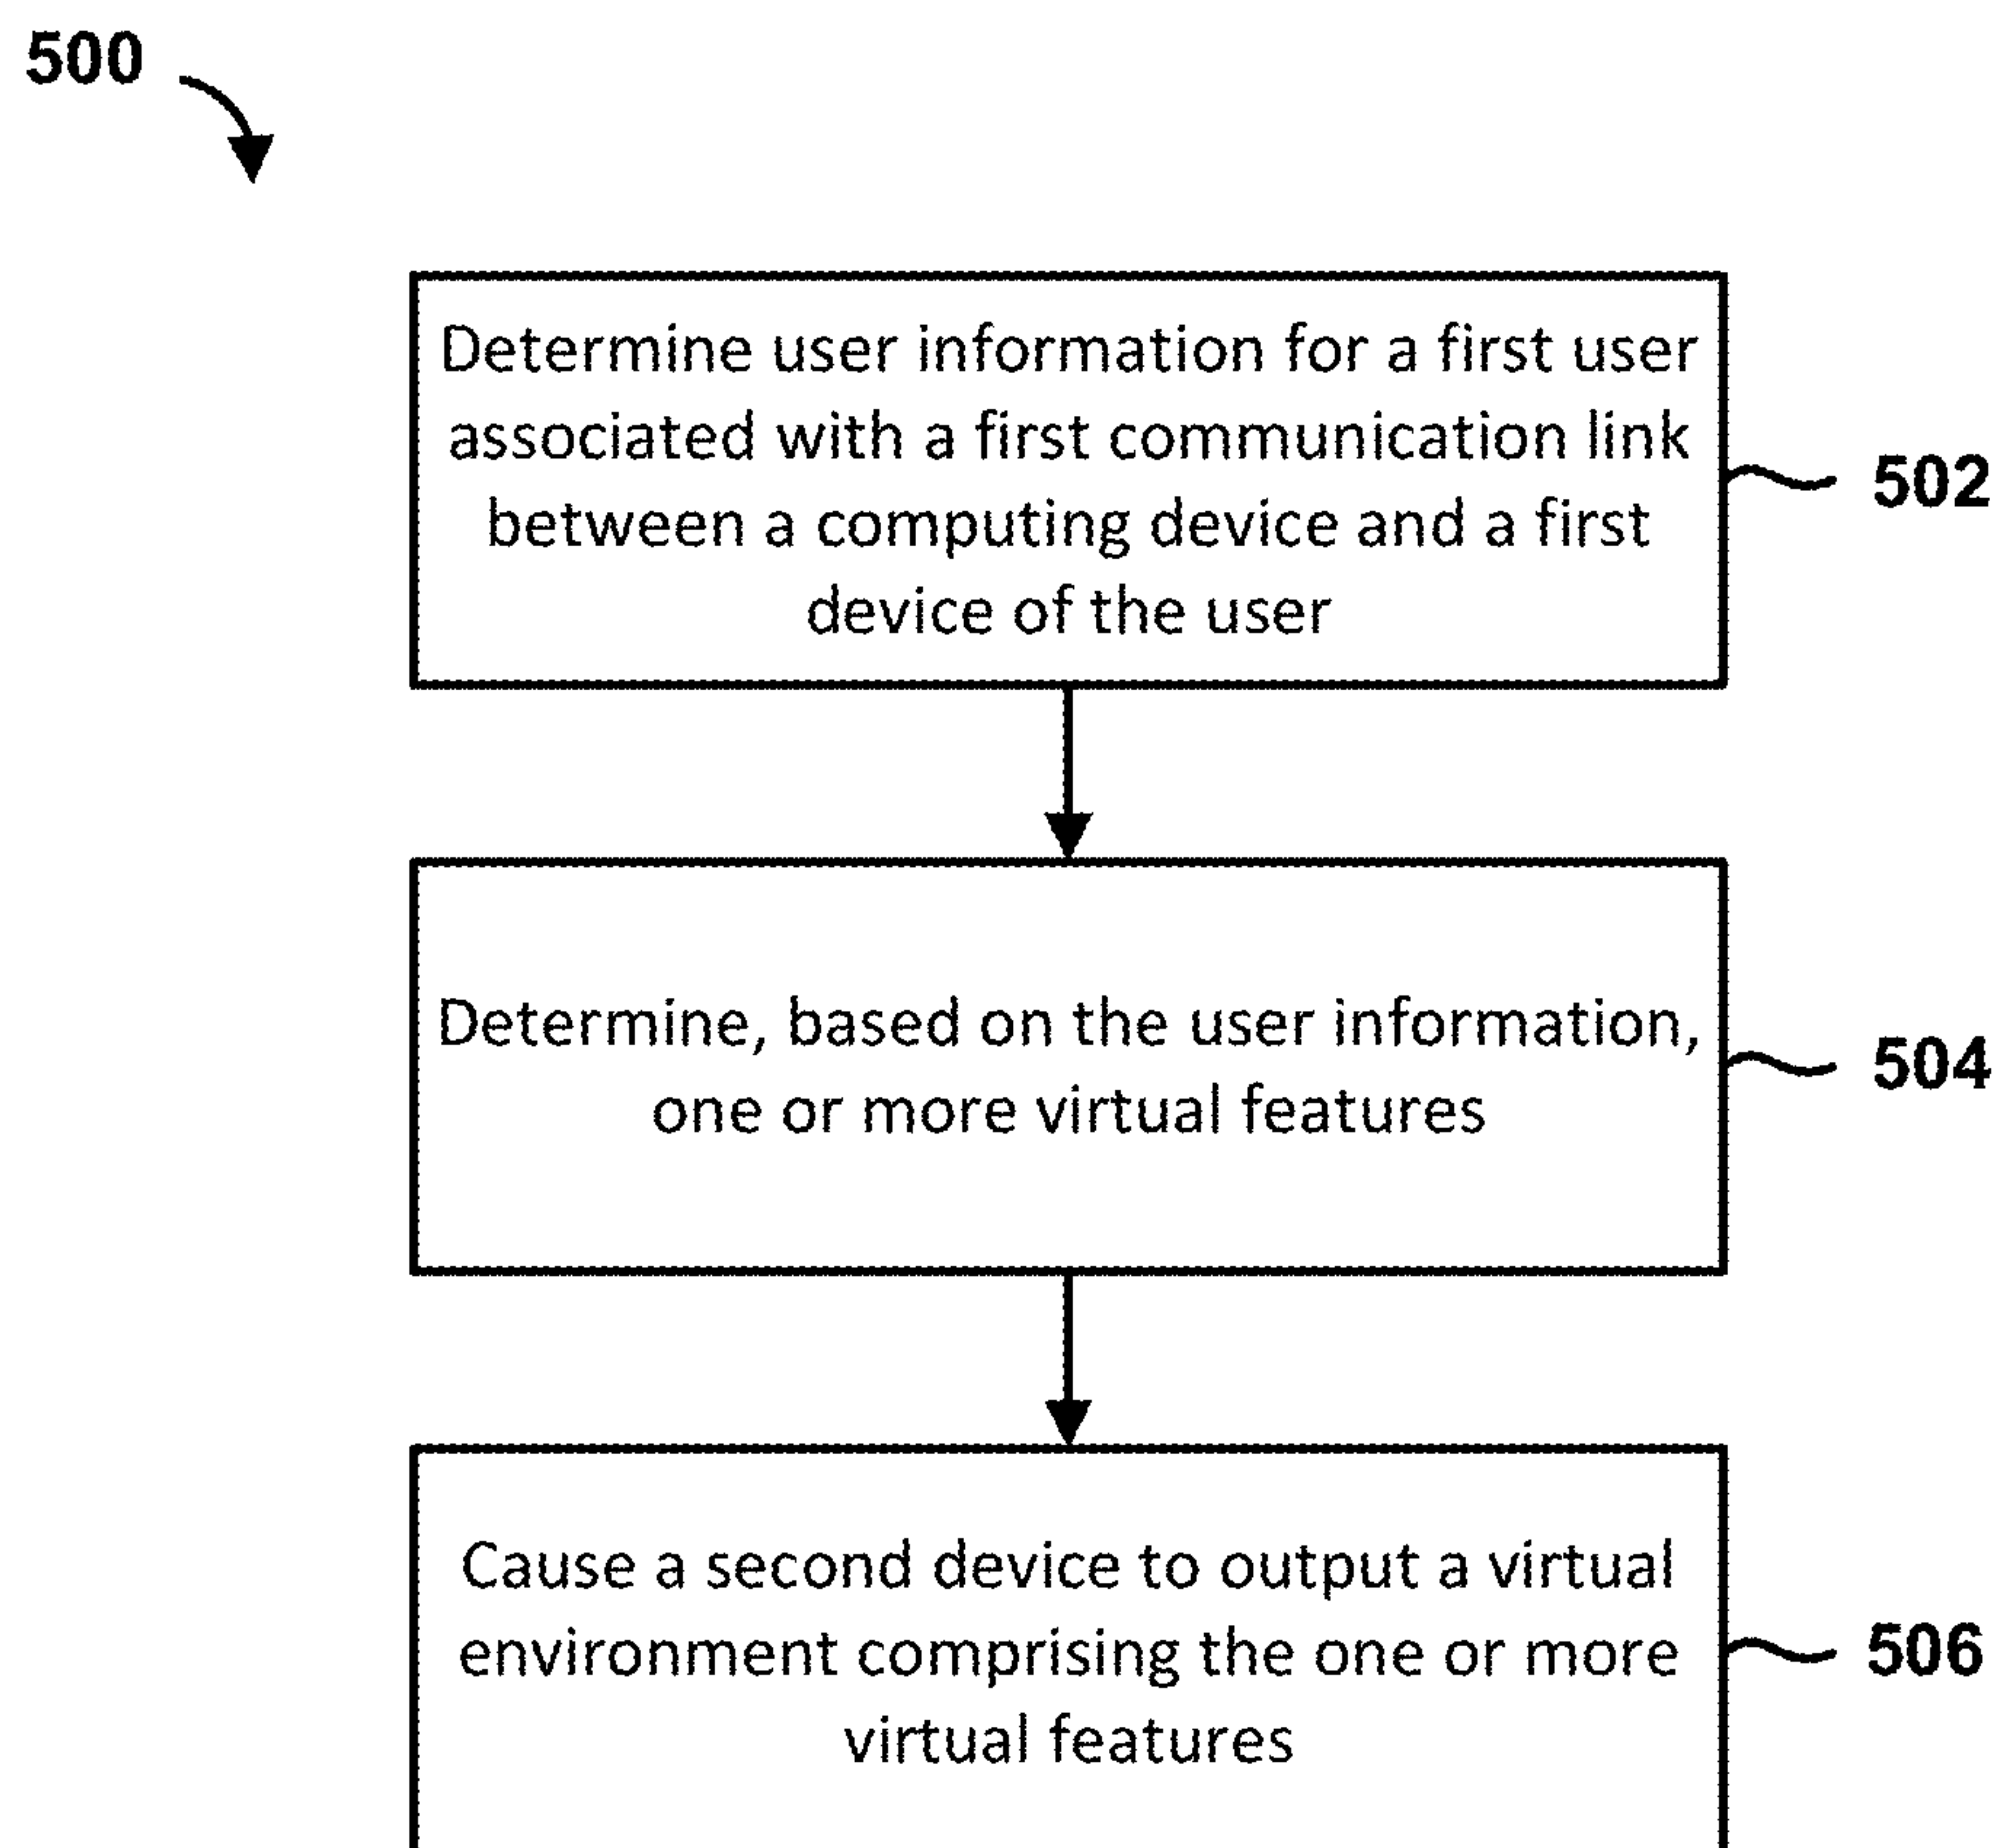 500
Determine user information for a first user
associated with a first communication link
between a computing device and a first
device of the user
502
Determine, based on the user information,
one or more virtual features
504
Cause a second device to output a virtual
environment comprising the one or more
virtual features
506